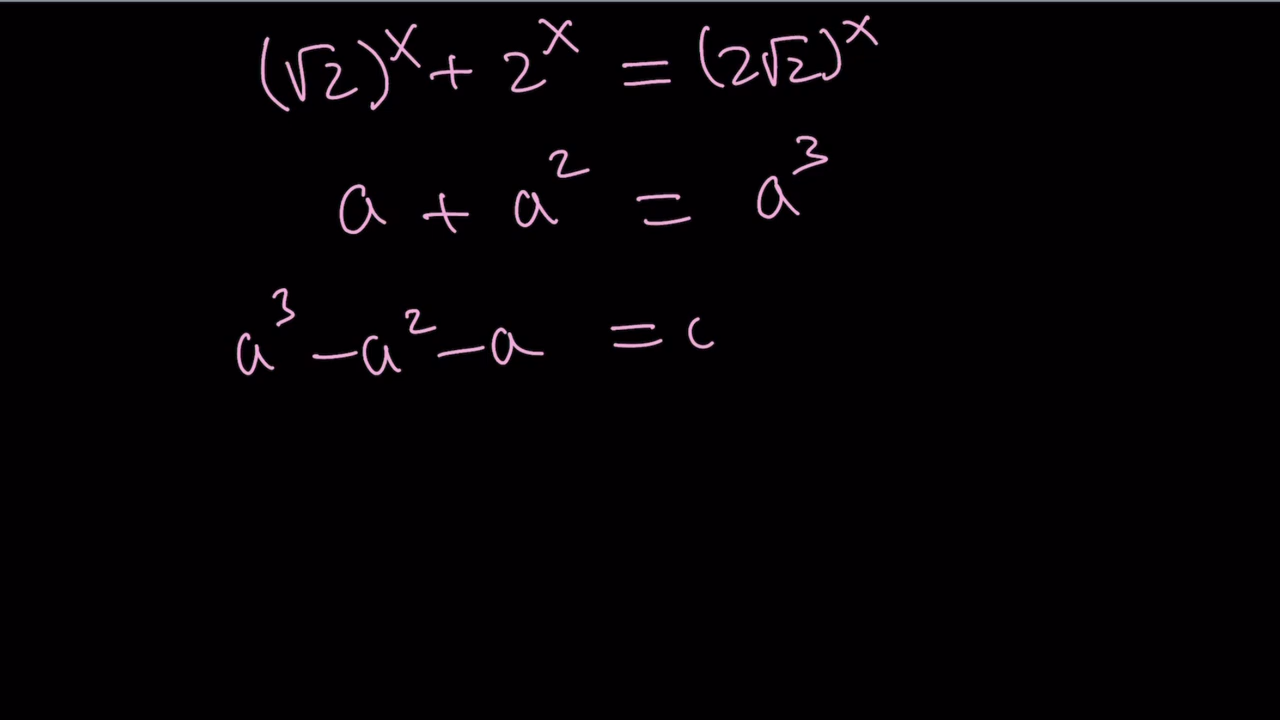 (√2)^x + 2^x = (2√2)^x
a + a^2 = a^3
a^3 - a^2 - a = c